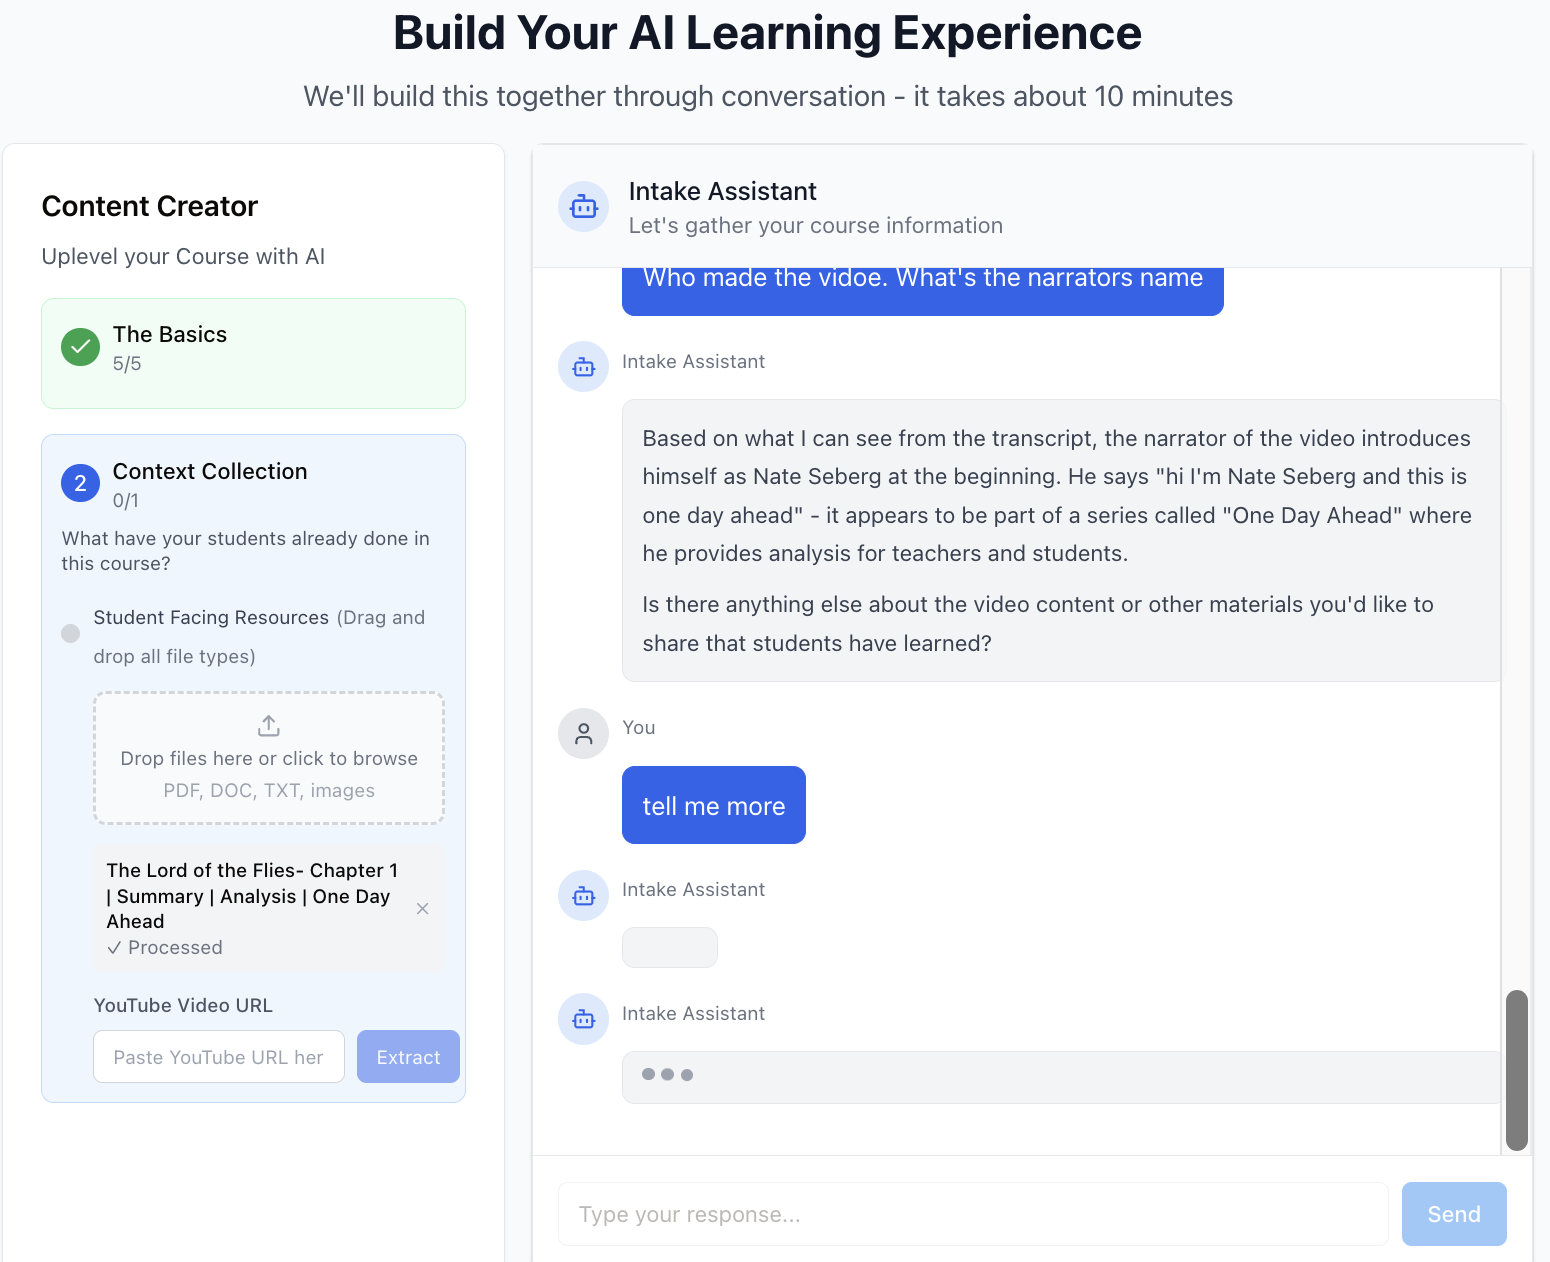 Build Your AI Learning Experience
We'll build this together through conversation - it takes about 10 minutes
Content Creator
Uplevel your Course with AI
The Basics
5/5
2
Context Collection
0/1
What have your students already done in
this course?
Student Facing Resources (Drag and
drop all file types)
Drop files here or click to browse
PDF, DOC, TXT, images
The Lord of the Flies- Chapter 1
| Summary | Analysis | One Day
Ahead
✓ Processed
YouTube Video URL
Paste YouTube URL her
Extract
Intake Assistant
Let's gather your course information
Who made the vidoe. What's the narrators name
Intake Assistant
Based on what I can see from the transcript, the narrator of the video introduces
himself as Nate Seberg at the beginning. He says "hi I'm Nate Seberg and this is
one day ahead" - it appears to be part of a series called "One Day Ahead" where
he provides analysis for teachers and students.
Is there anything else about the video content or other materials you'd like to
share that students have learned?
You
tell me more
Intake Assistant
Intake Assistant
Type your response...
Send